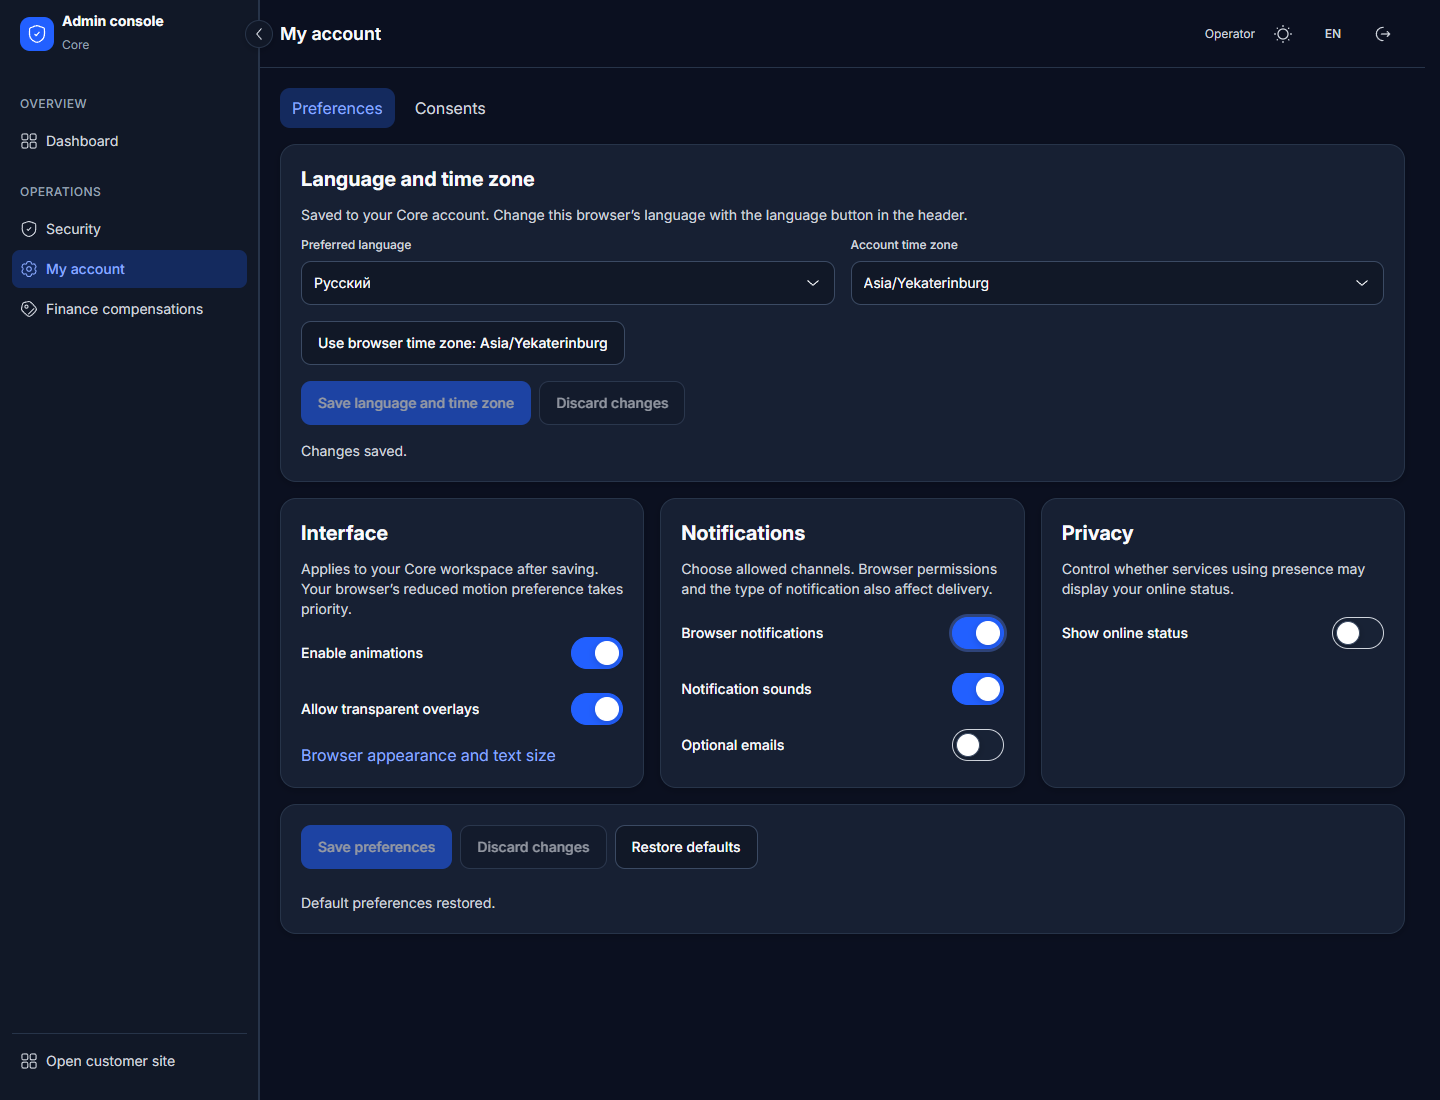 Admin console
Core
My account
Operator
EN
OVERVIEW
Dashboard
OPERATIONS
Security
My account
Finance compensations
Open customer site
Preferences
Consents
Language and time zone
Saved to your Core account. Change this browser’s language with the language button in the header.
Preferred language
Account time zone
Русский
Asia/Yekaterinburg
Use browser time zone: Asia/Yekaterinburg
Save language and time zone
Discard changes
Changes saved.
Interface
Applies to your Core workspace after saving.
Your browser’s reduced motion preference takes
priority.
Enable animations
Allow transparent overlays
Browser appearance and text size
Notifications
Choose allowed channels. Browser permissions
and the type of notification also affect delivery.
Browser notifications
Notification sounds
Optional emails
Privacy
Control whether services using presence may
display your online status.
Show online status
Save preferences
Discard changes
Restore defaults
Default preferences restored.